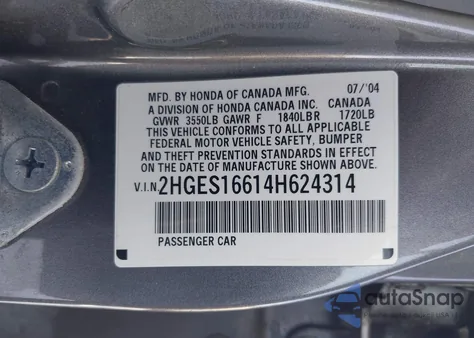 MFD. BY HONDA OF CANADA MFG. 07/'04
A DIVISION OF HONDA CANADA INC. CANADA
GVWR 3550LB GAWR F 1840LB R 1720LB
THIS VEHICLE CONFORMS TO ALL APPLICABLE
FEDERAL MOTOR VEHICLE SAFETY, BUMPER
AND THEFT PREVENTION STANDARDS IN EFFECT
ON THE DATE OF MANUFACTURE SHOWN ABOVE.
V.I.N. 2HGES16614H624314
PASSENGER CAR
autoSnap